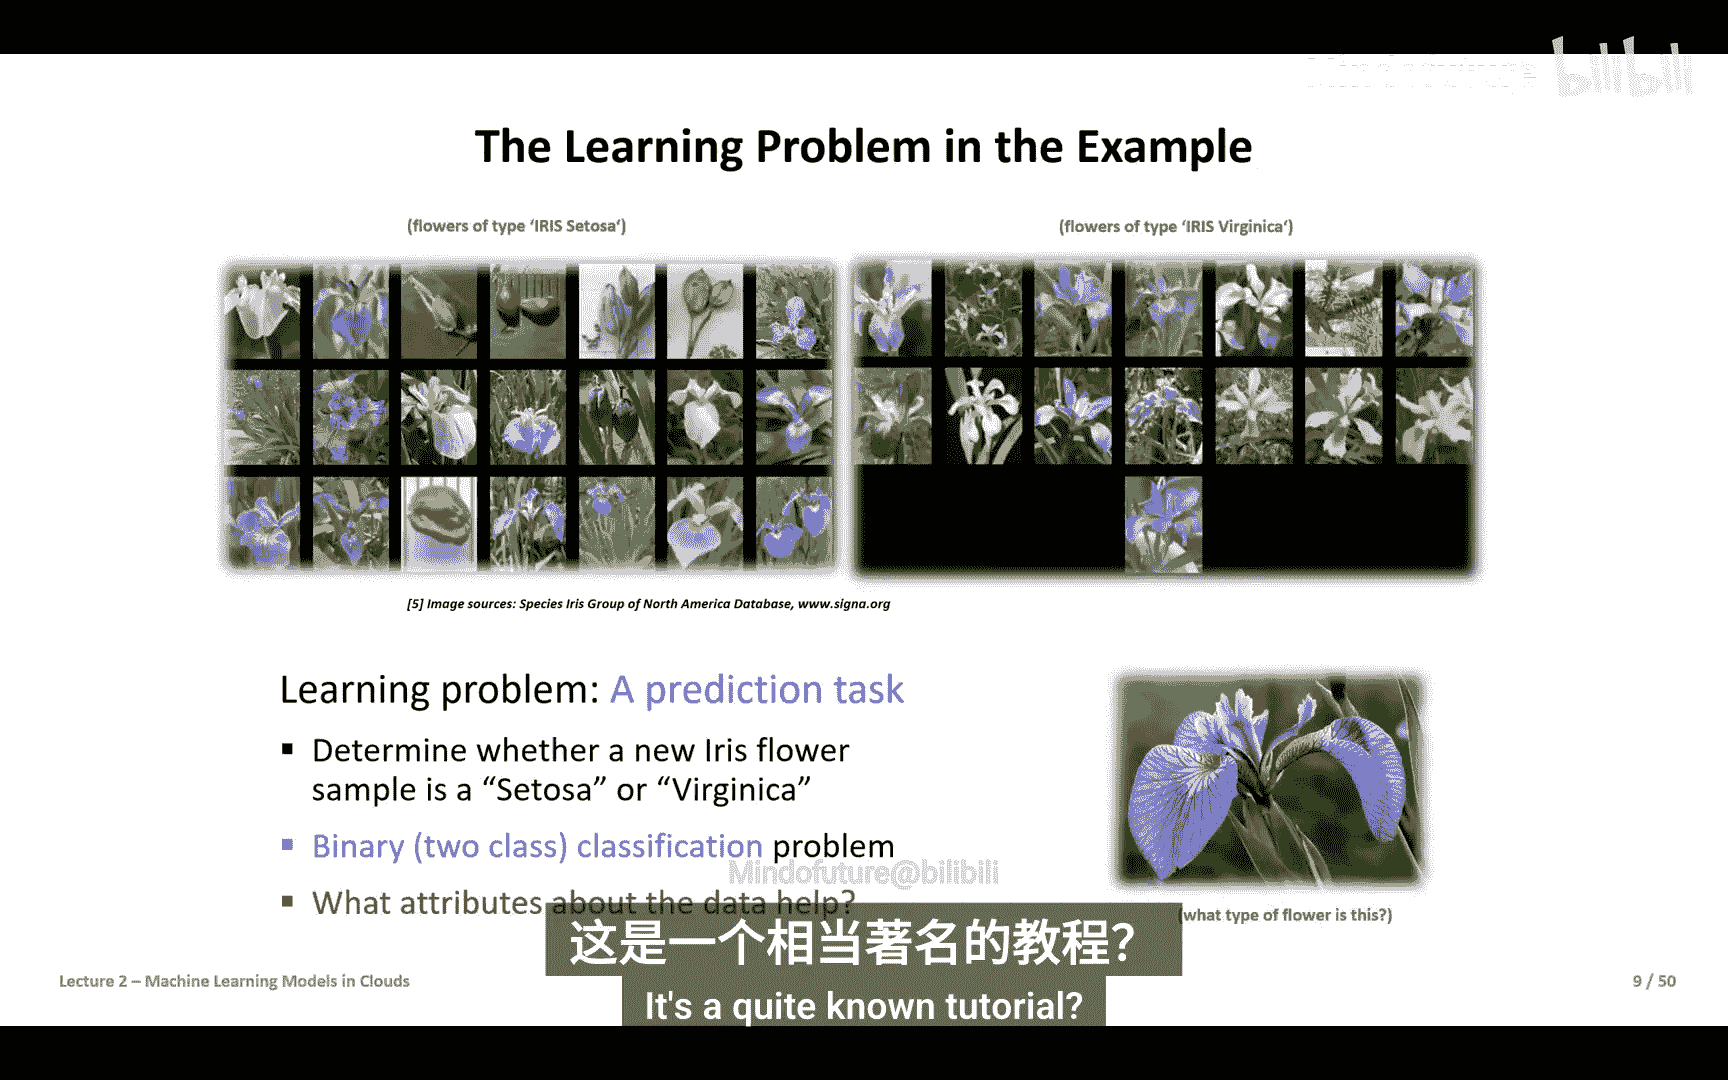 bilibili
The Learning Problem in the Example
(flowers of type ‘IRIS Setosa‘)
(flowers of type ‘IRIS Virginica‘)
[5] Image sources: Species Iris Group of North America Database, www.signa.org
Learning problem: A prediction task
▪ Determine whether a new Iris flower
sample is a “Setosa” or “Virginica”
▪ Binary (two class) classification problem
▪ What attributes about the data help?
(what type of flower is this?)
Mindofuture@bilibili
这是一个相当著名的教程?
It's a quite known tutorial?
Lecture 2 – Machine Learning Models in Clouds
9 / 50